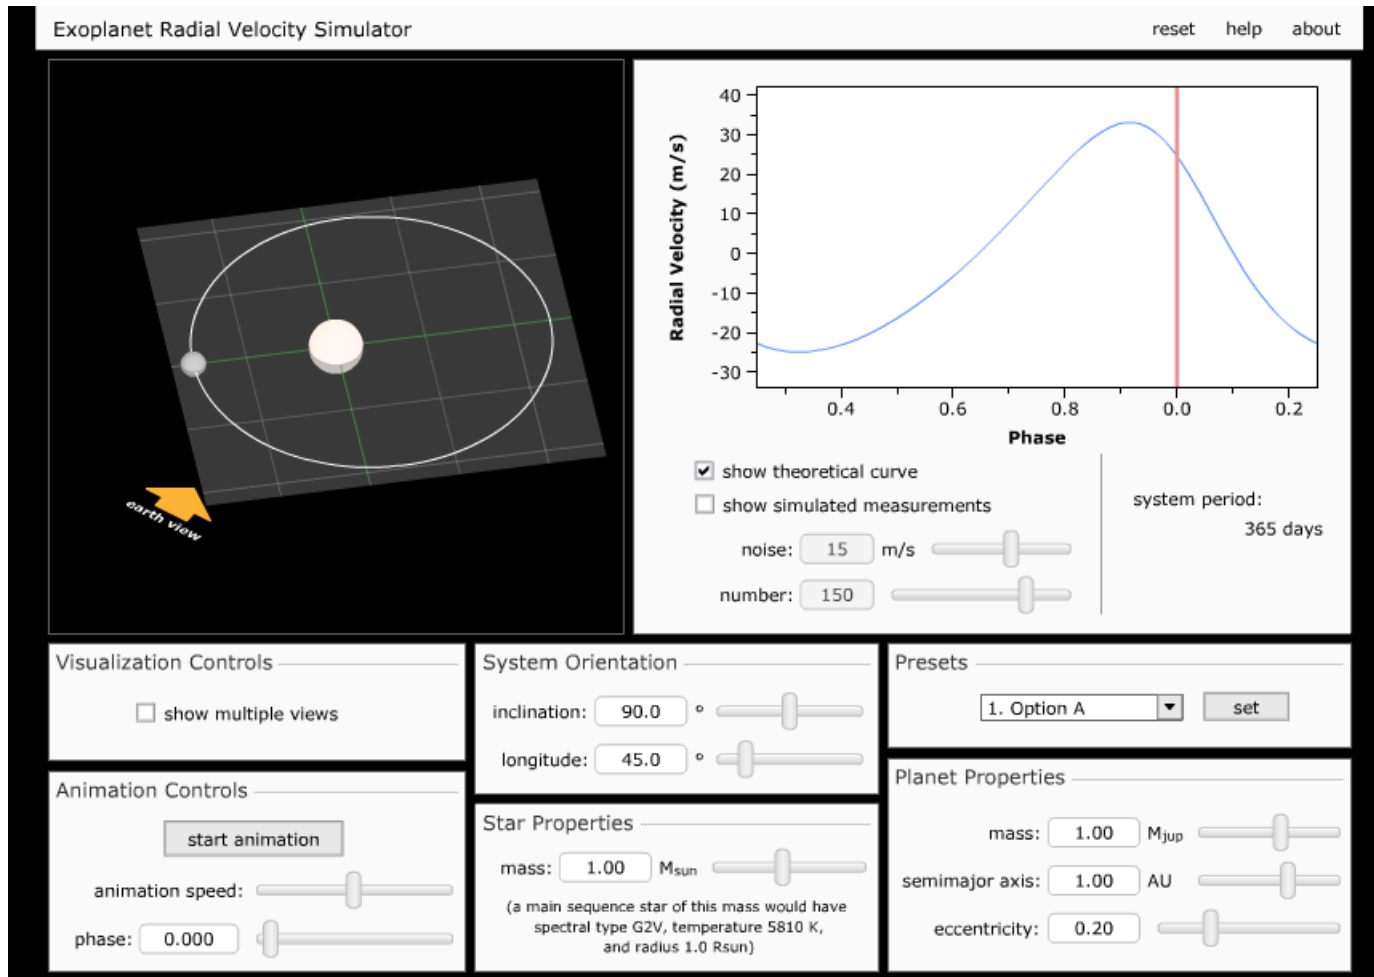 Exoplanet Radial Velocity Simulator
reset help about
earth view
Radial Velocity (m/s)
40
30
20
10
0
-10
-20
-30
0.4 0.6 0.8 0.0 0.2
Phase
show theoretical curve
show simulated measurements
noise: 15 m/s
number: 150
system period:
365 days
Visualization Controls
show multiple views
Animation Controls
start animation
animation speed:
phase: 0.000
System Orientation
inclination: 90.0 º
longitude: 45.0 º
Star Properties
mass: 1.00 Msun
(a main sequence star of this mass would have
spectral type G2V, temperature 5810 K,
and radius 1.0 Rsun)
Presets
1. Option A set
Planet Properties
mass: 1.00 Mjup
semimajor axis: 1.00 AU
eccentricity: 0.20